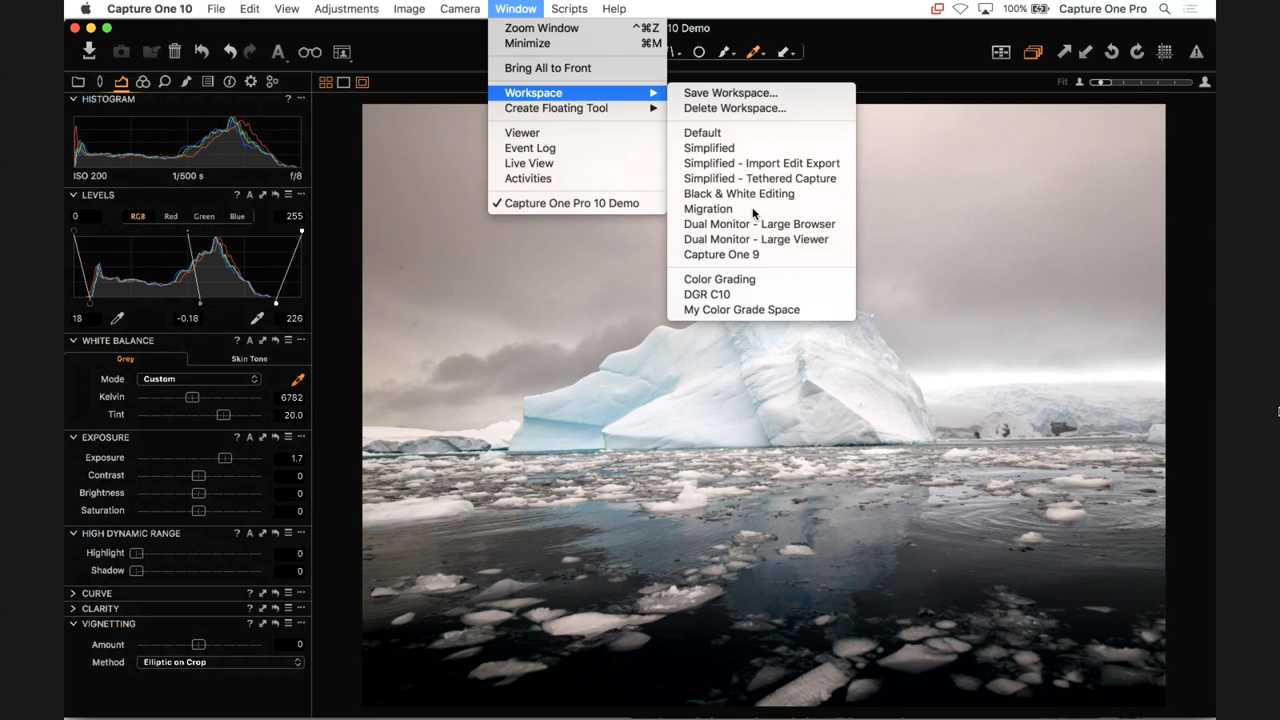 Capture One 10 File Edit View Adjustments Image Camera Window Scripts Help 100% Capture One Pro
10 Demo
Zoom Window ^⌘Z
Minimize ⌘M
Bring All to Front
Workspace
Create Floating Tool
Viewer
Event Log
Live View
Activities
✓ Capture One Pro 10 Demo
Save Workspace...
Delete Workspace...
Default
Simplified
Simplified - Import Edit Export
Simplified - Tethered Capture
Black & White Editing
Migration
Dual Monitor - Large Browser
Dual Monitor - Large Viewer
Capture One 9
Color Grading
DGR C10
My Color Grade Space
Fit
HISTOGRAM ? ...
ISO 200 1/500 s f/8
LEVELS ? A ...
0 RGB Red Green Blue 255
18 -0.18 226
WHITE BALANCE ? A ...
Grey Skin Tone
Mode Custom
Kelvin 6782
Tint 20.0
EXPOSURE ? A ...
Exposure 1.7
Contrast 0
Brightness 0
Saturation 0
HIGH DYNAMIC RANGE ? A ...
Highlight 0
Shadow 0
CURVE ? ...
CLARITY ? ...
VIGNETTING ? ...
Amount 0
Method Elliptic on Crop